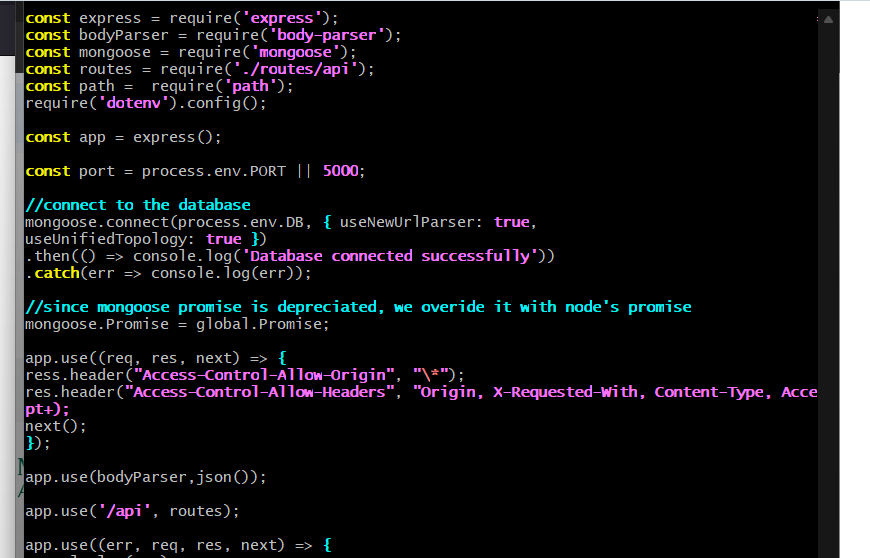 const express = require('express');
const bodyParser = require('body-parser');
const mongoose = require('mongoose');
const routes = require('./routes/api');
const path =  require('path');
require('dotenv').config();
const app = express();
const port = process.env.PORT || 5000;
//connect to the database
mongoose.connect(process.env.DB, { useNewUrlParser: true,
useUnifiedTopology: true })
.then(() => console.log('Database connected successfully'))
.catch(err => console.log(err));
//since mongoose promise is depreciated, we overide it with node's promise
mongoose.Promise = global.Promise;
app.use((req, res, next) => {
ress.header("Access-Control-Allow-Origin", "\*");
res.header("Access-Control-Allow-Headers", "Origin, X-Requested-With, Content-Type, Acce
pt+);
next();
});
app.use(bodyParser,json());
app.use('/api', routes);
app.use((err, req, res, next) => {